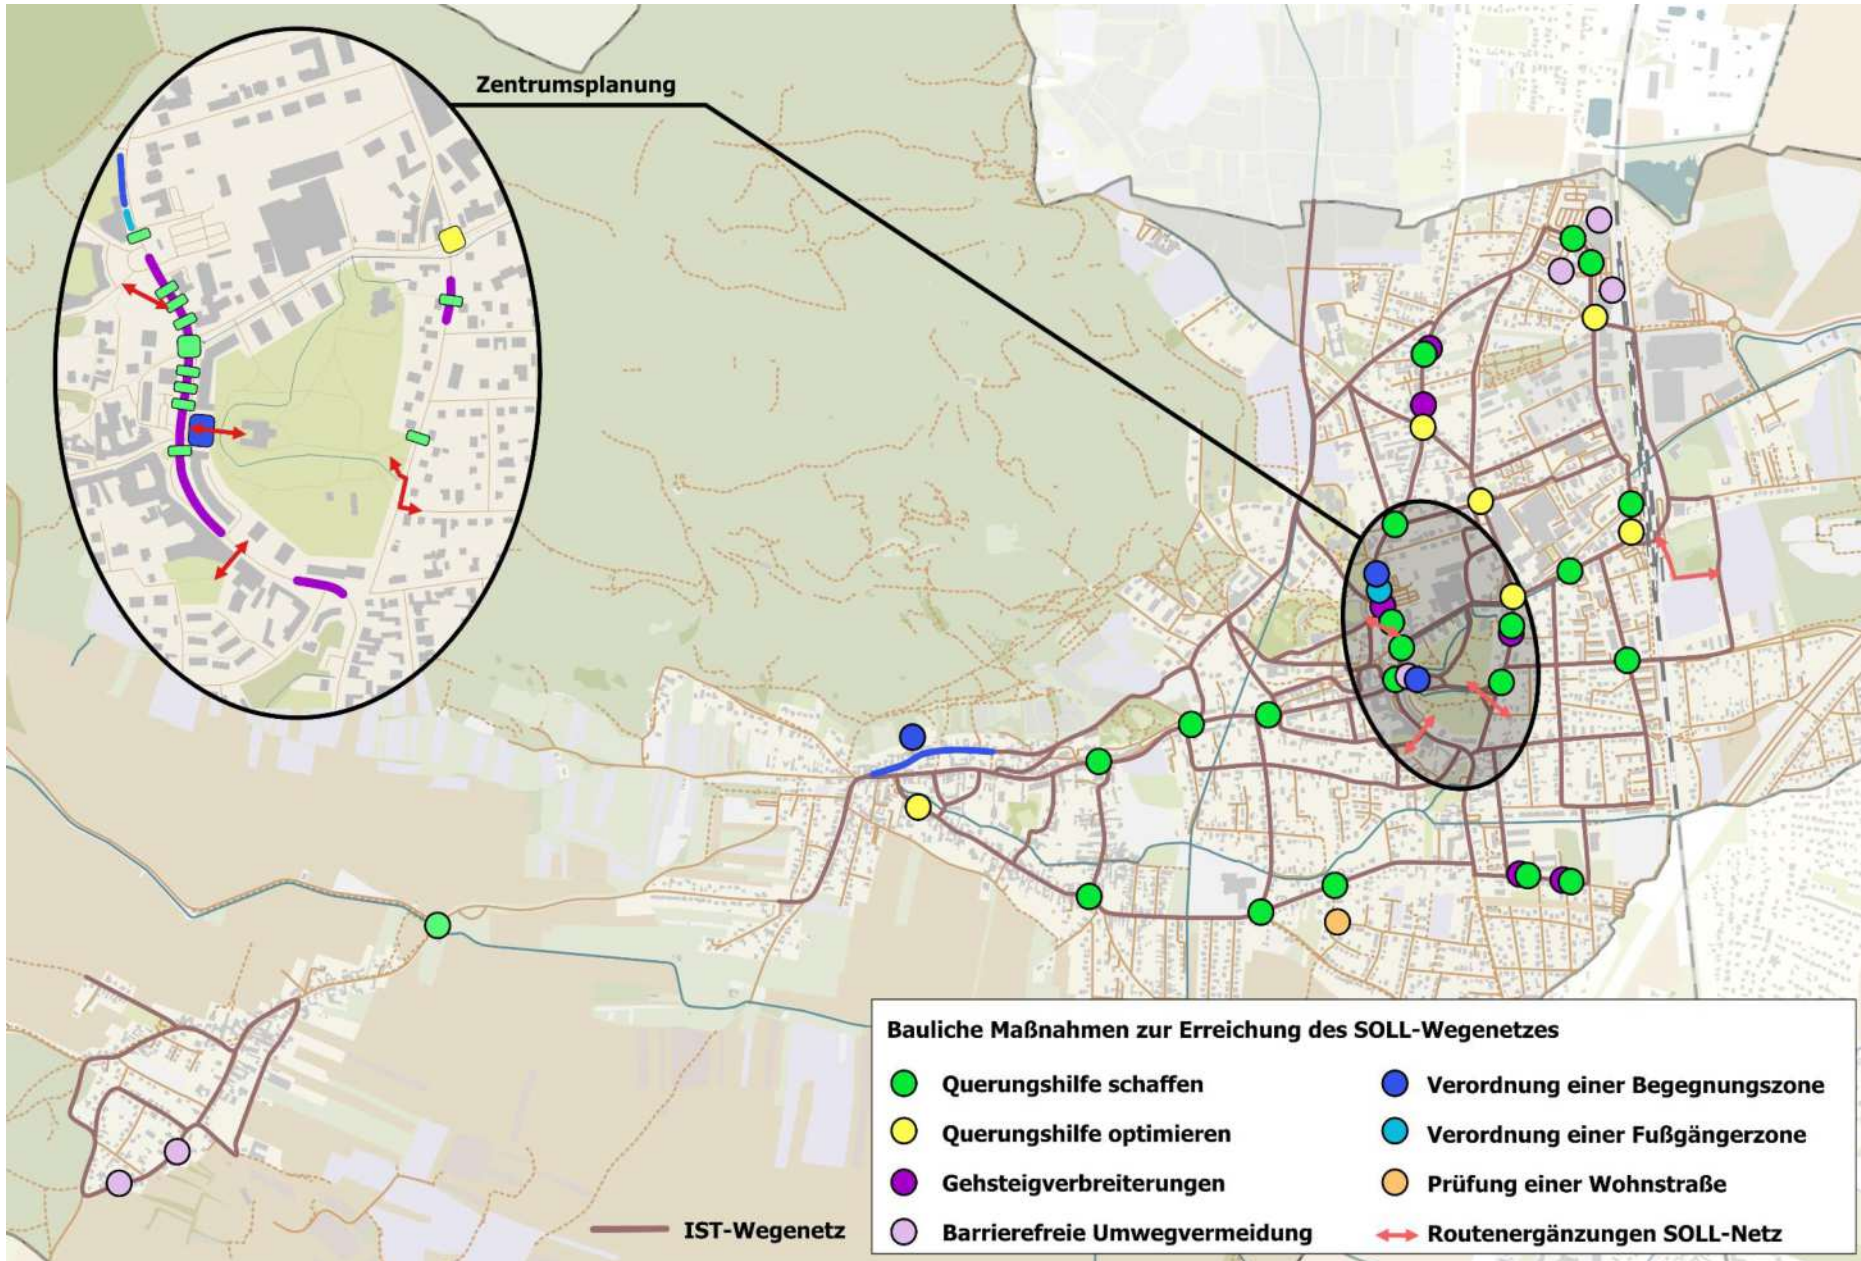 Zentrumsplanung
Bauliche Maßnahmen zur Erreichung des SOLL-Wegenetzes
Querungshilfe schaffen
Querungshilfe optimieren
Gehsteigverbreiterungen
Barrierefreie Umwegvermeidung
Verordnung einer Begegnungszone
Verordnung einer Fußgängerzone
Prüfung einer Wohnstraße
Routenergänzungen SOLL-Netz
IST-Wegenetz